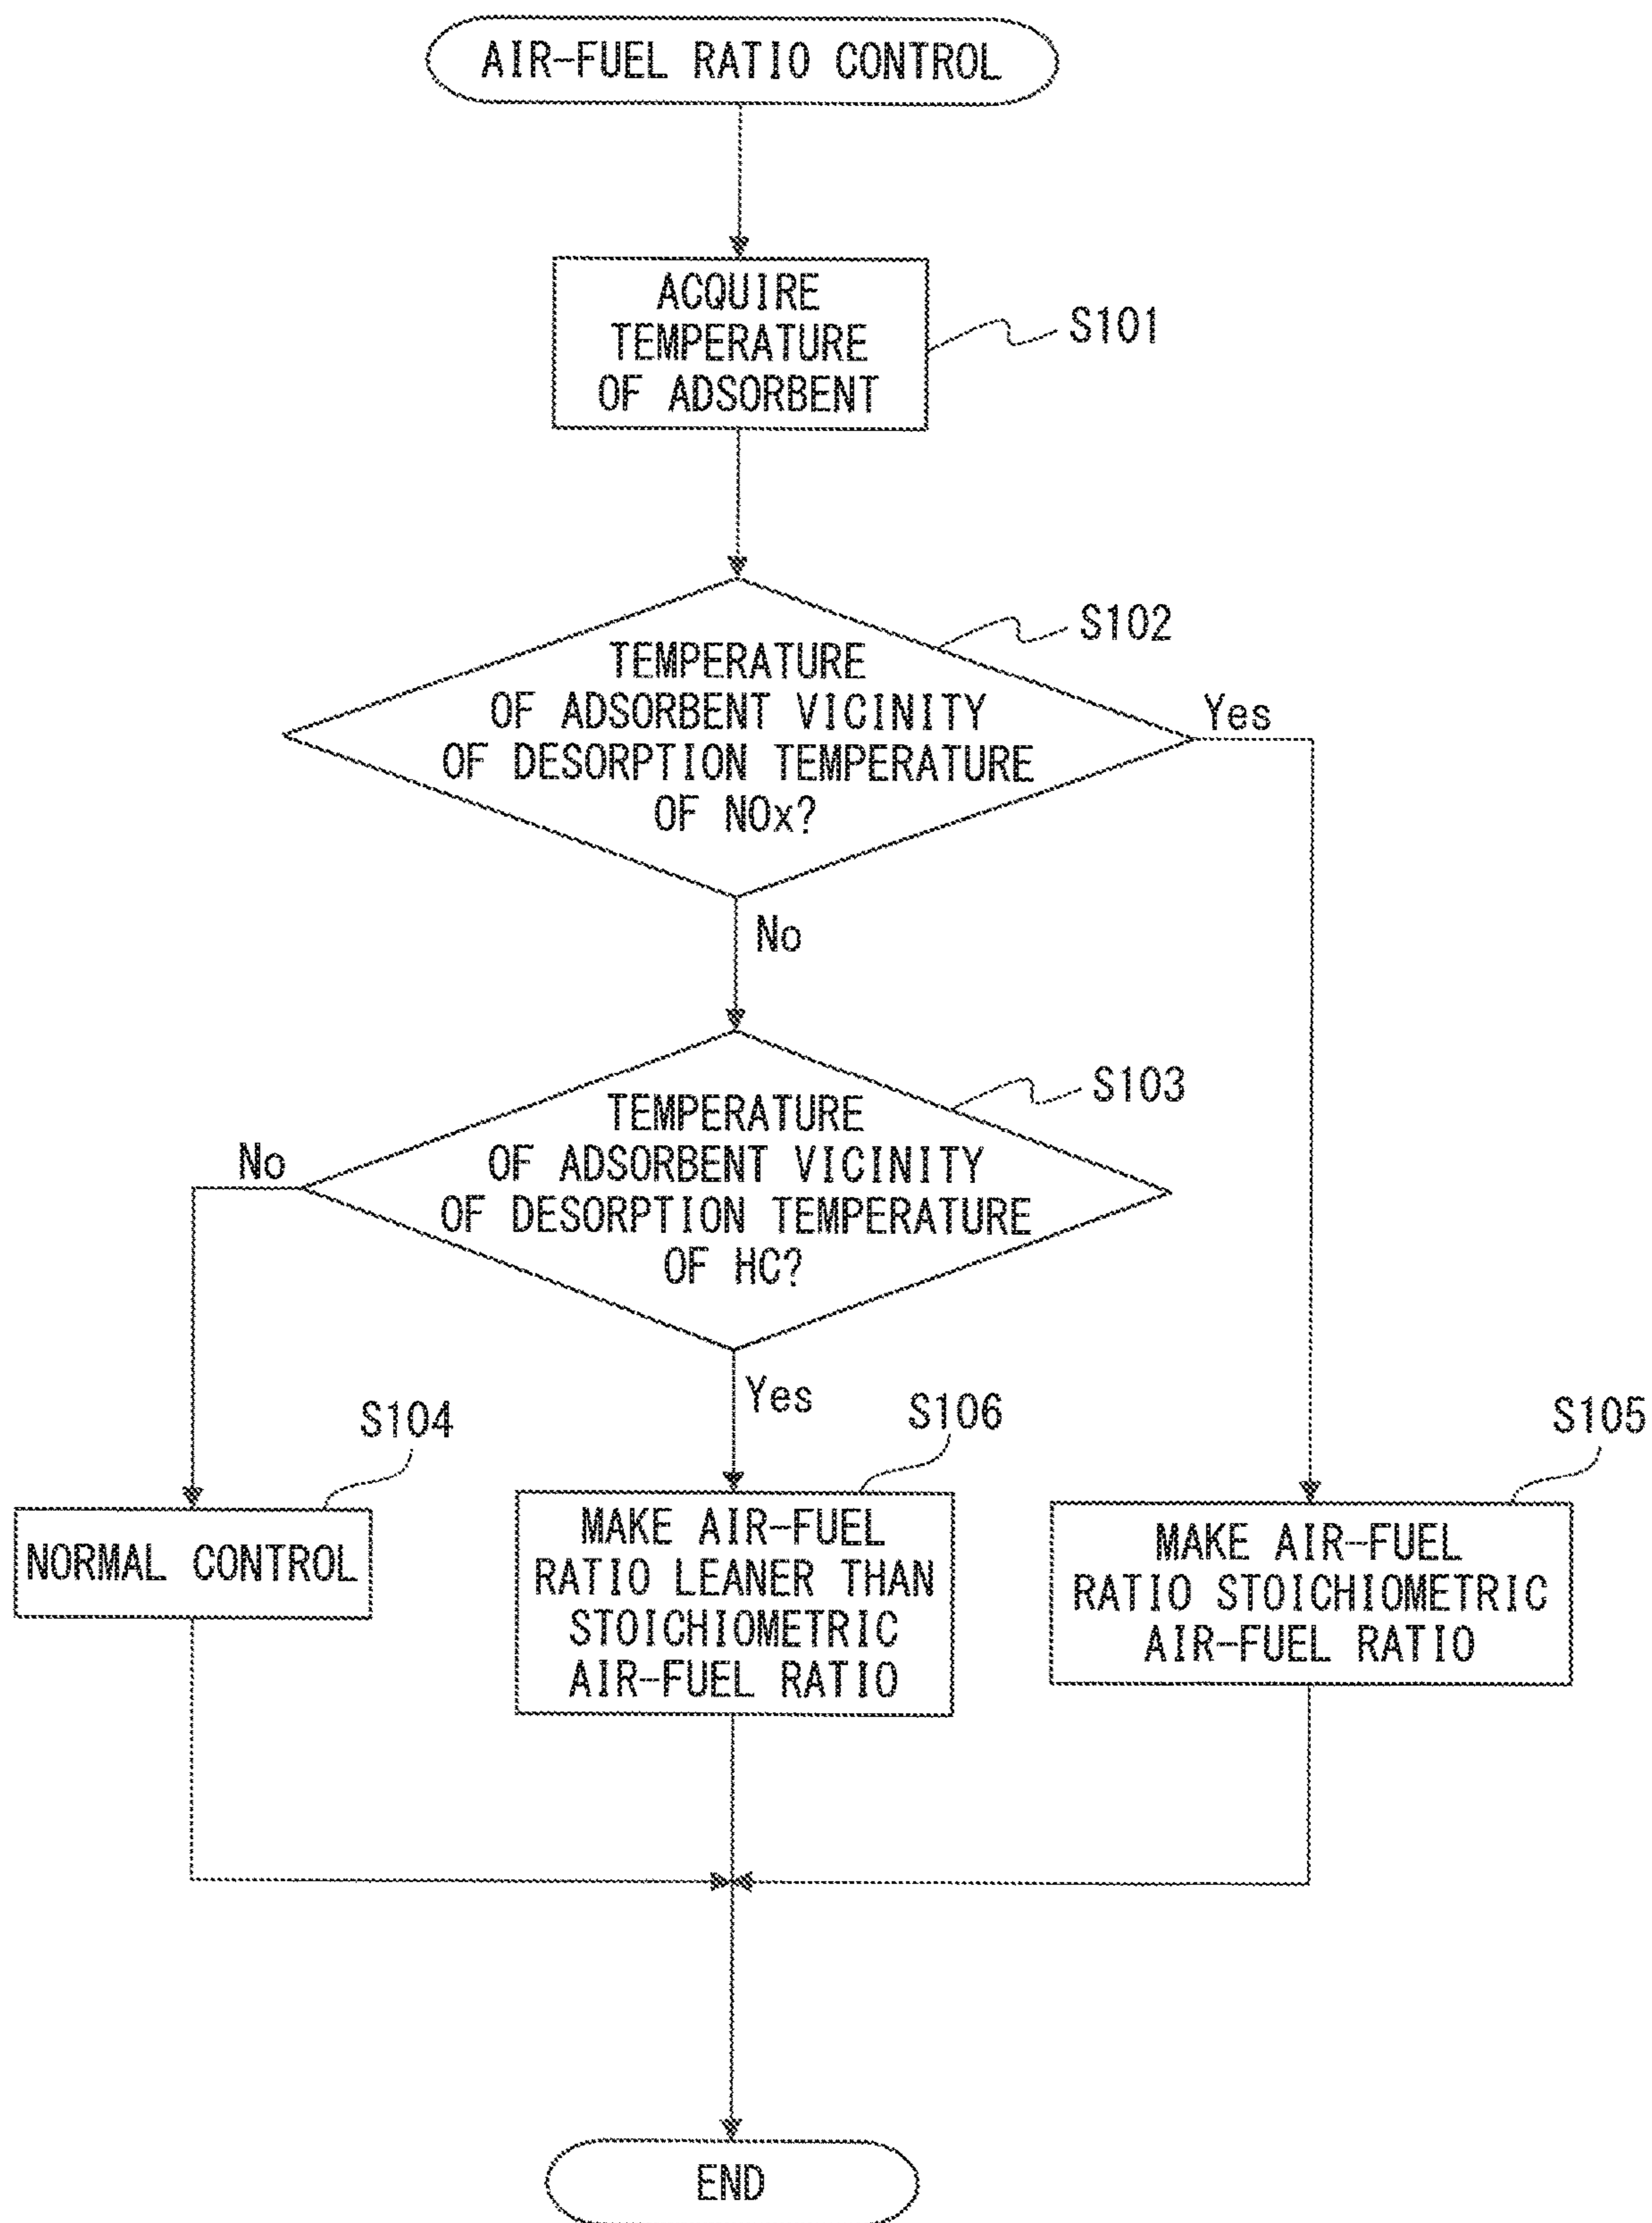 AIR-FUEL RATIO CONTROL
ACQUIRE
TEMPERATURE
OF ADSORBENT
S101
S102
TEMPERATURE
OF ADSORBENT VICINITY
OF DESORPTION TEMPERATURE
OF NOx?
Yes
No
S103
TEMPERATURE
OF ADSORBENT VICINITY
OF DESORPTION TEMPERATURE
OF HC?
No
Yes
S104
NORMAL CONTROL
S106
MAKE AIR-FUEL
RATIO LEANER THAN
STOICHIOMETRIC
AIR-FUEL RATIO
S105
MAKE AIR-FUEL
RATIO STOICHIOMETRIC
AIR-FUEL RATIO
END